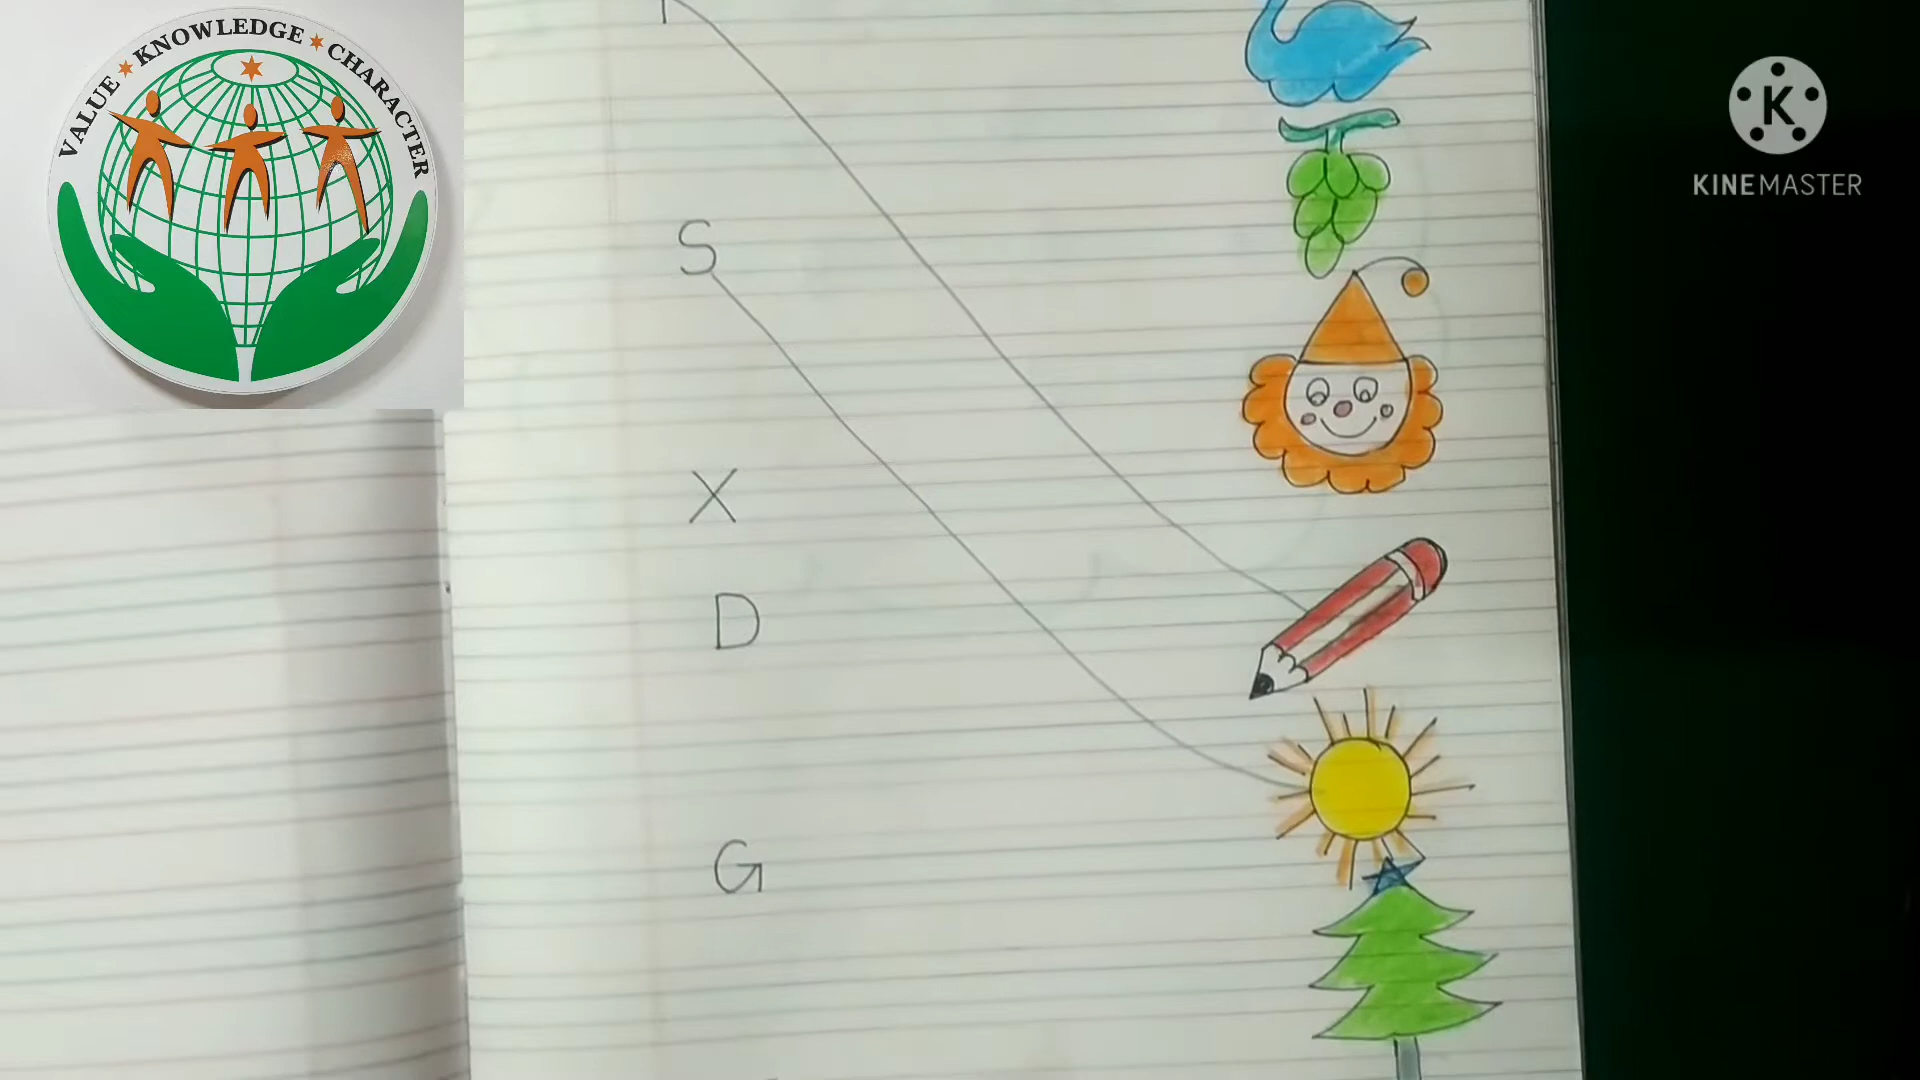 VALUE ★ KNOWLEDGE ★ CHARACTER
K
KINEMASTER
S
X
D
G